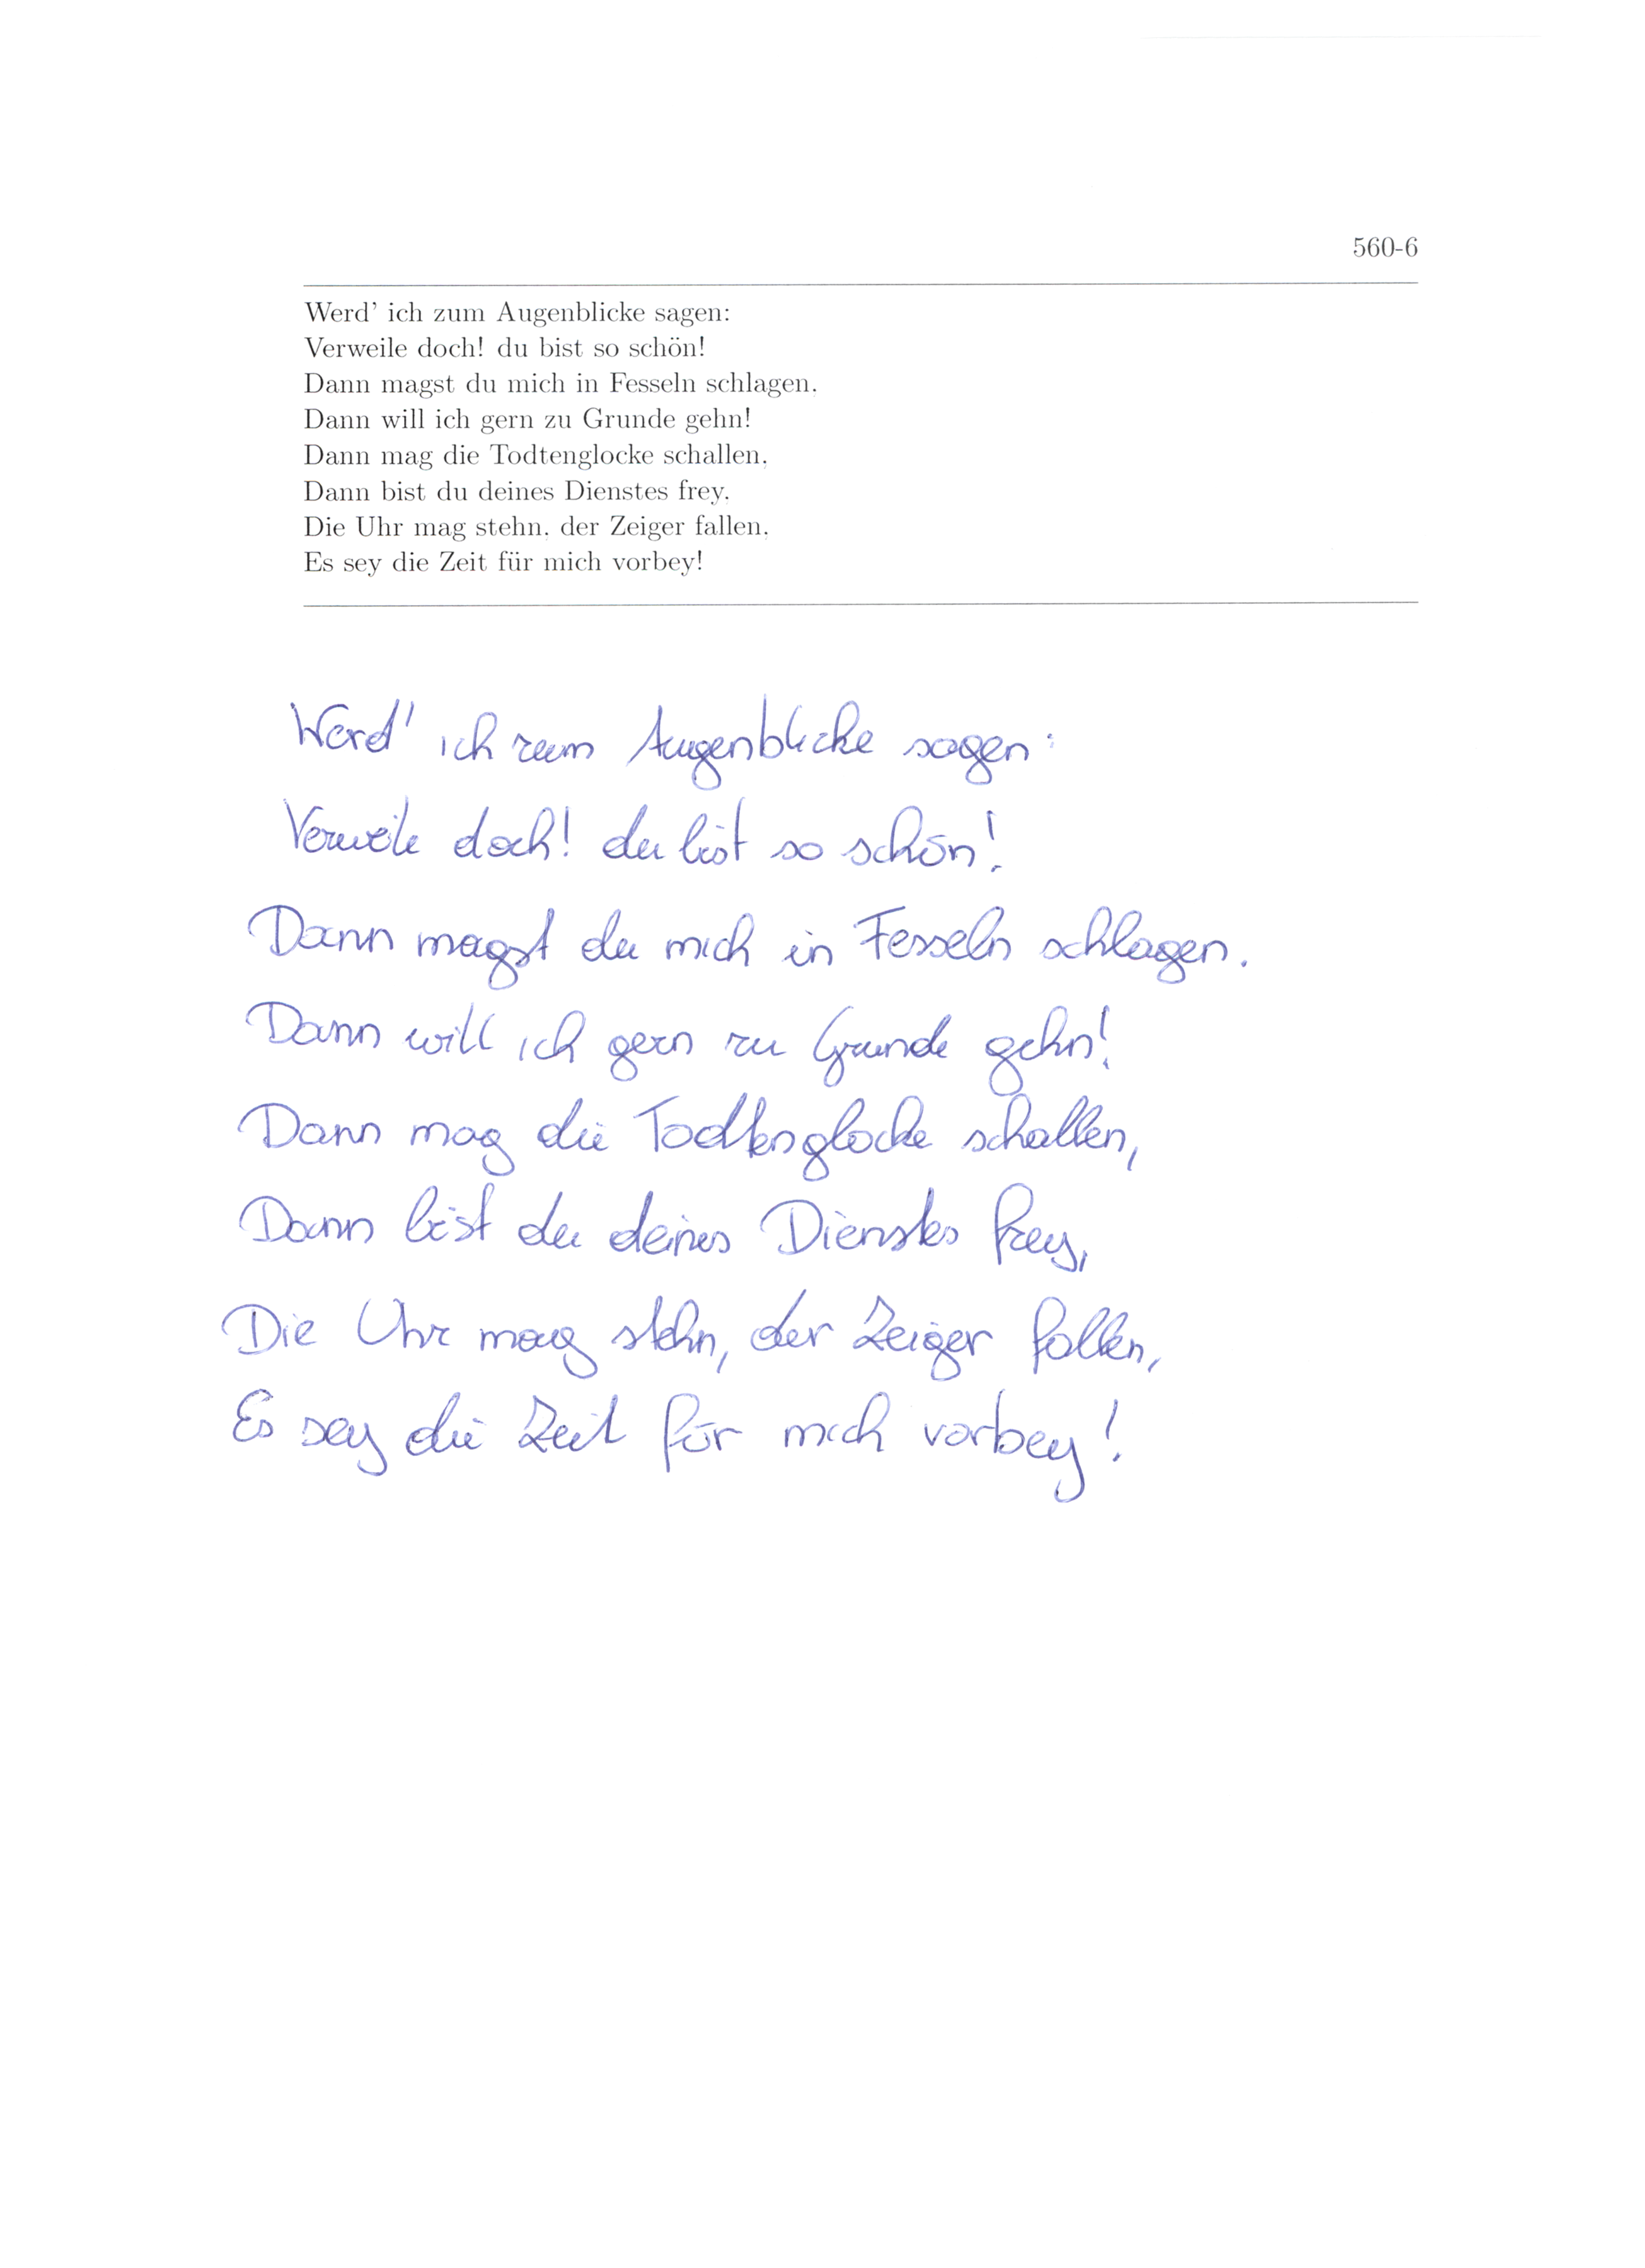 560-6
Werd' ich zum Augenblicke sagen:
Verweile doch! du bist so schön!
Dann magst du mich in Fesseln schlagen,
Dann will ich gern zu Grunde gehn!
Dann mag die Todtenglocke schallen,
Dann bist du deines Dienstes frey,
Die Uhr mag stehn, der Zeiger fallen,
Es sey die Zeit für mich vorbey!
Werd' ich zum Augenblicke sagen:
Verweile doch! du bist so schön!
Dann magst du mich in Fesseln schlagen.
Dann will ich gern zu Grunde gehn!
Dann mag die Todtenglocke schallen,
Dann bist du deines Dienstes frey,
Die Uhr mag stehn, der Zeiger fallen,
Es sey die Zeit für mich vorbey!